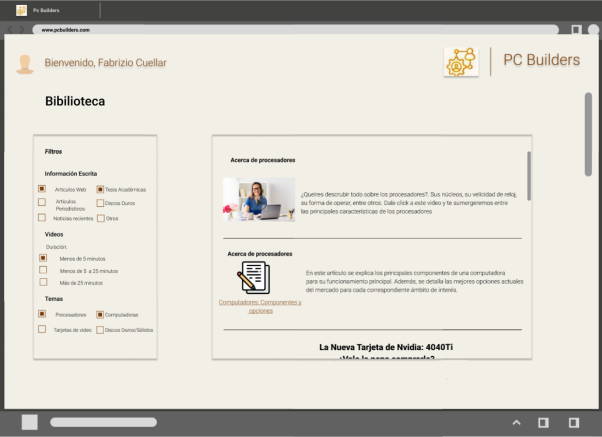 Pc Builders
www.pcbuilders.com
Bienvenido, Fabrizio Cuellar
PC Builders
Bibilioteca
Filtros
Información Escrita
Articulos Web
Tesis Académicas
Artículos
Periodísticos
Discos Duros
Noticias recientes
Otros
Videos
Duración:
Menos de 5 minutos
Menos de 5 a 25 minutos
Más de 25 minutos
Temas
Procesadores
Computadoras
Tarjetas de video
Discos Duros/Sólidos
Acerca de procesadores
¿Queires descrubir todo sobre los procesadores?. Sus núcleos, su velicidad de reloj,
su forma de operar, entre otros. Dale click a este video y te sumergeremos entre
las principales características de los procesadores
Acerca de procesadores
En este artículo se explica los principales componentes de una computadora
para su funcionamiento principal. Además, se detalla las mejores opciones actuales
del mercado para cada correspondiente ámbito de interés.
Computadores: Componentes y
opciones
La Nueva Tarjeta de Nvidia: 4040Ti
¿Vale la pena comprada?